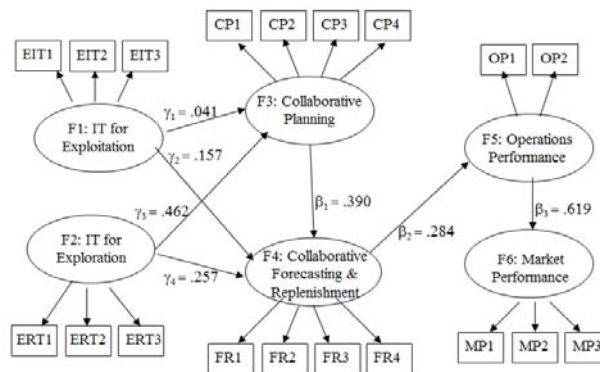 CP1
CP2
CP3
CP4
EIT1
EIT2
EIT3
OP1
OP2
F1: IT for
Exploitation
γ₁ = .041
F3: Collaborative
Planning
γ₂ = .157
F5: Operations
Performance
γ₃ = .462
β₁ = .390
β₂ = .284
β₃ = .619
F2: IT for
Exploration
γ₄ = .257
F4: Collaborative
Forecasting &
Replenishment
F6: Market
Performance
ERT1
ERT2
ERT3
FR1
FR2
FR3
FR4
MP1
MP2
MP3